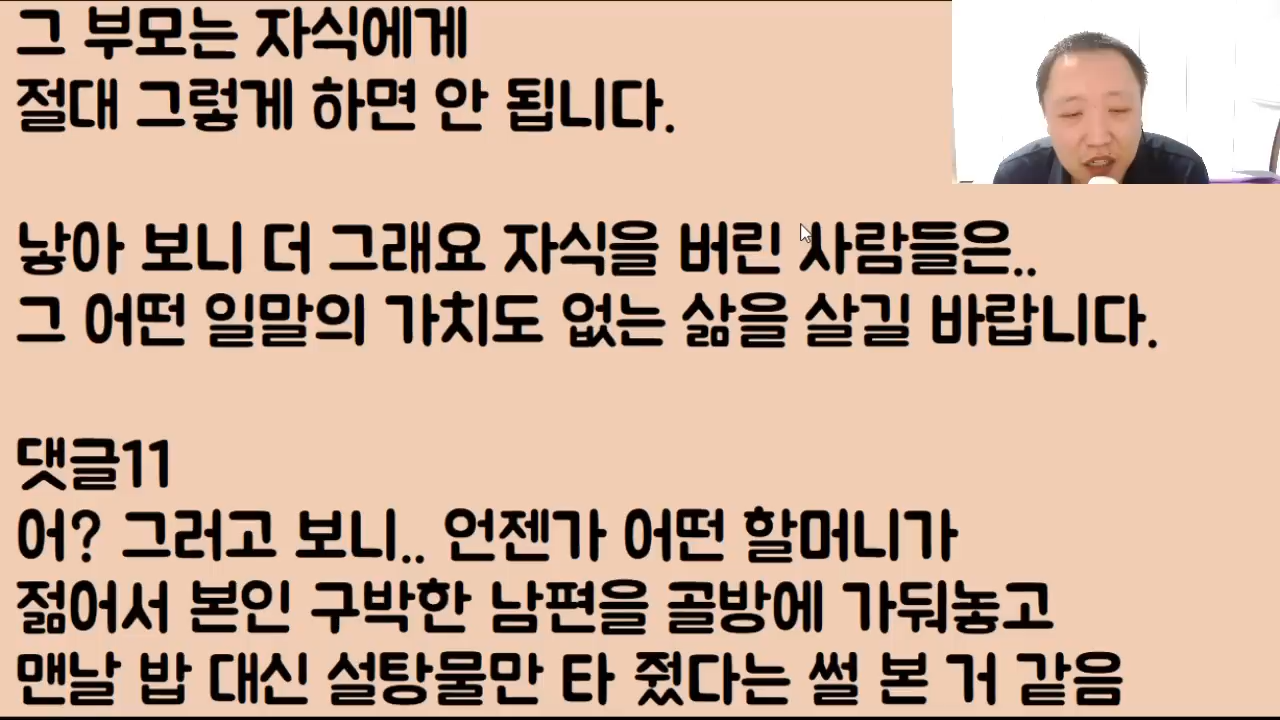 그 부모는 자식에게
절대 그렇게 하면 안 됩니다.
낳아 보니 더 그래요 자식을 버린 사람들은..
그 어떤 일말의 가치도 없는 삶을 살길 바랍니다.
댓글11
어? 그러고 보니.. 언젠가 어떤 할머니가
젊어서 본인 구박한 남편을 골방에 가둬놓고
맨날 밥 대신 설탕물만 타 줬다는 썰 본 거 같음